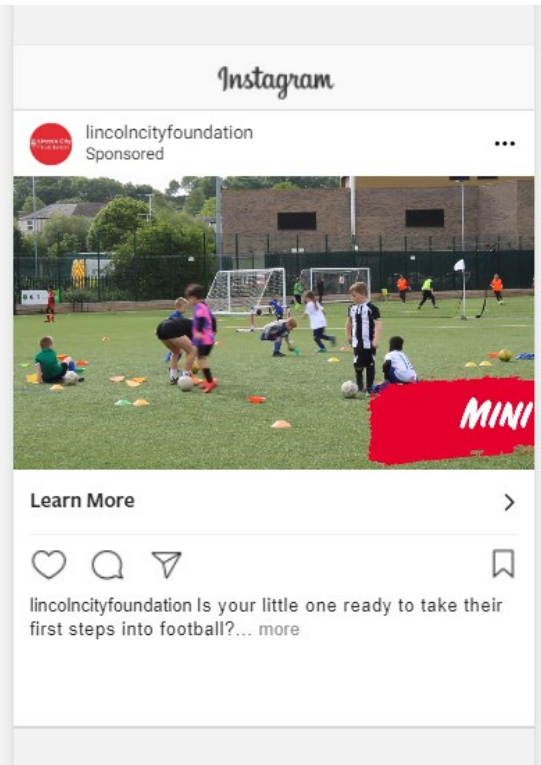 Instagram
lincolncityfoundation
Sponsored
MINI
Learn More
lincolncityfoundation Is your little one ready to take their
first steps into football?... more